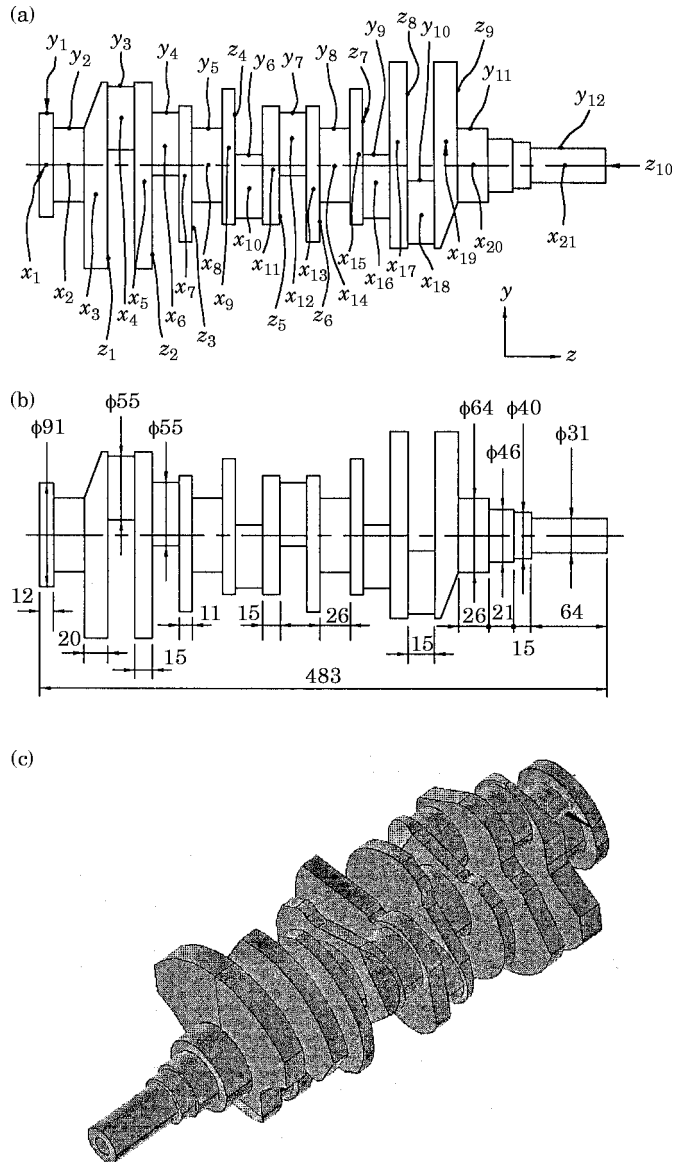 (a)
y₁ y₂ y₃ y₄ y₅ z₄ y₆ y₇ y₈ z₇ y₉ z₈ y₁₀ z₉ y₁₁ y₁₂
z₁₀
x₁ x₂ x₃ z₁ x₄ x₅ x₆ z₂ x₇ x₈ z₃ x₉ x₁₀ x₁₁ z₅ x₁₂ x₁₃ z₆ x₁₄ x₁₅ x₁₆ x₁₇ x₁₈ x₁₉ x₂₀ x₂₁
y
z
(b)
ϕ91 ϕ55 ϕ55 ϕ64 ϕ46 ϕ40 ϕ31
12 20 15 11 15 26 15 26 21 15 64
483
(c)